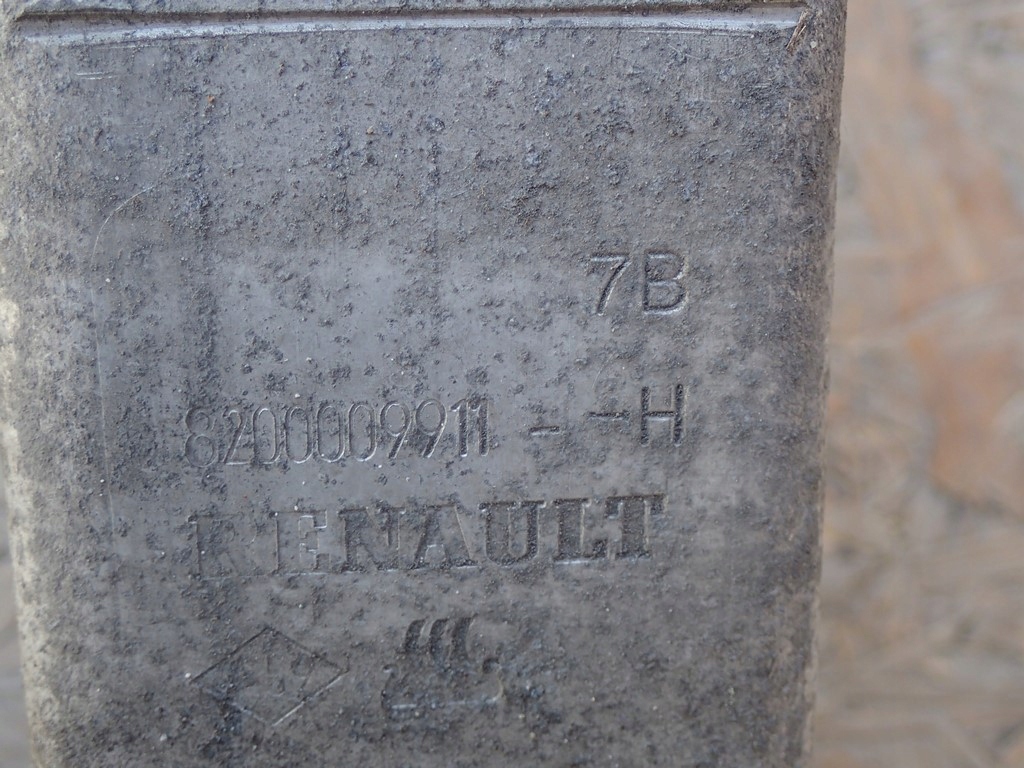 7B
8200009911 - -H
RENAULT